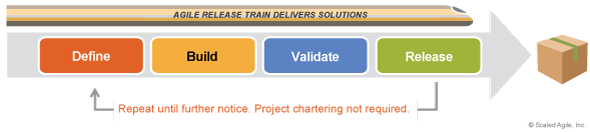 AGILE RELEASE TRAIN DELIVERS SOLUTIONS
Define Build Validate Release
Repeat until further notice. Project chartering not required.
© Scaled Agile, Inc.